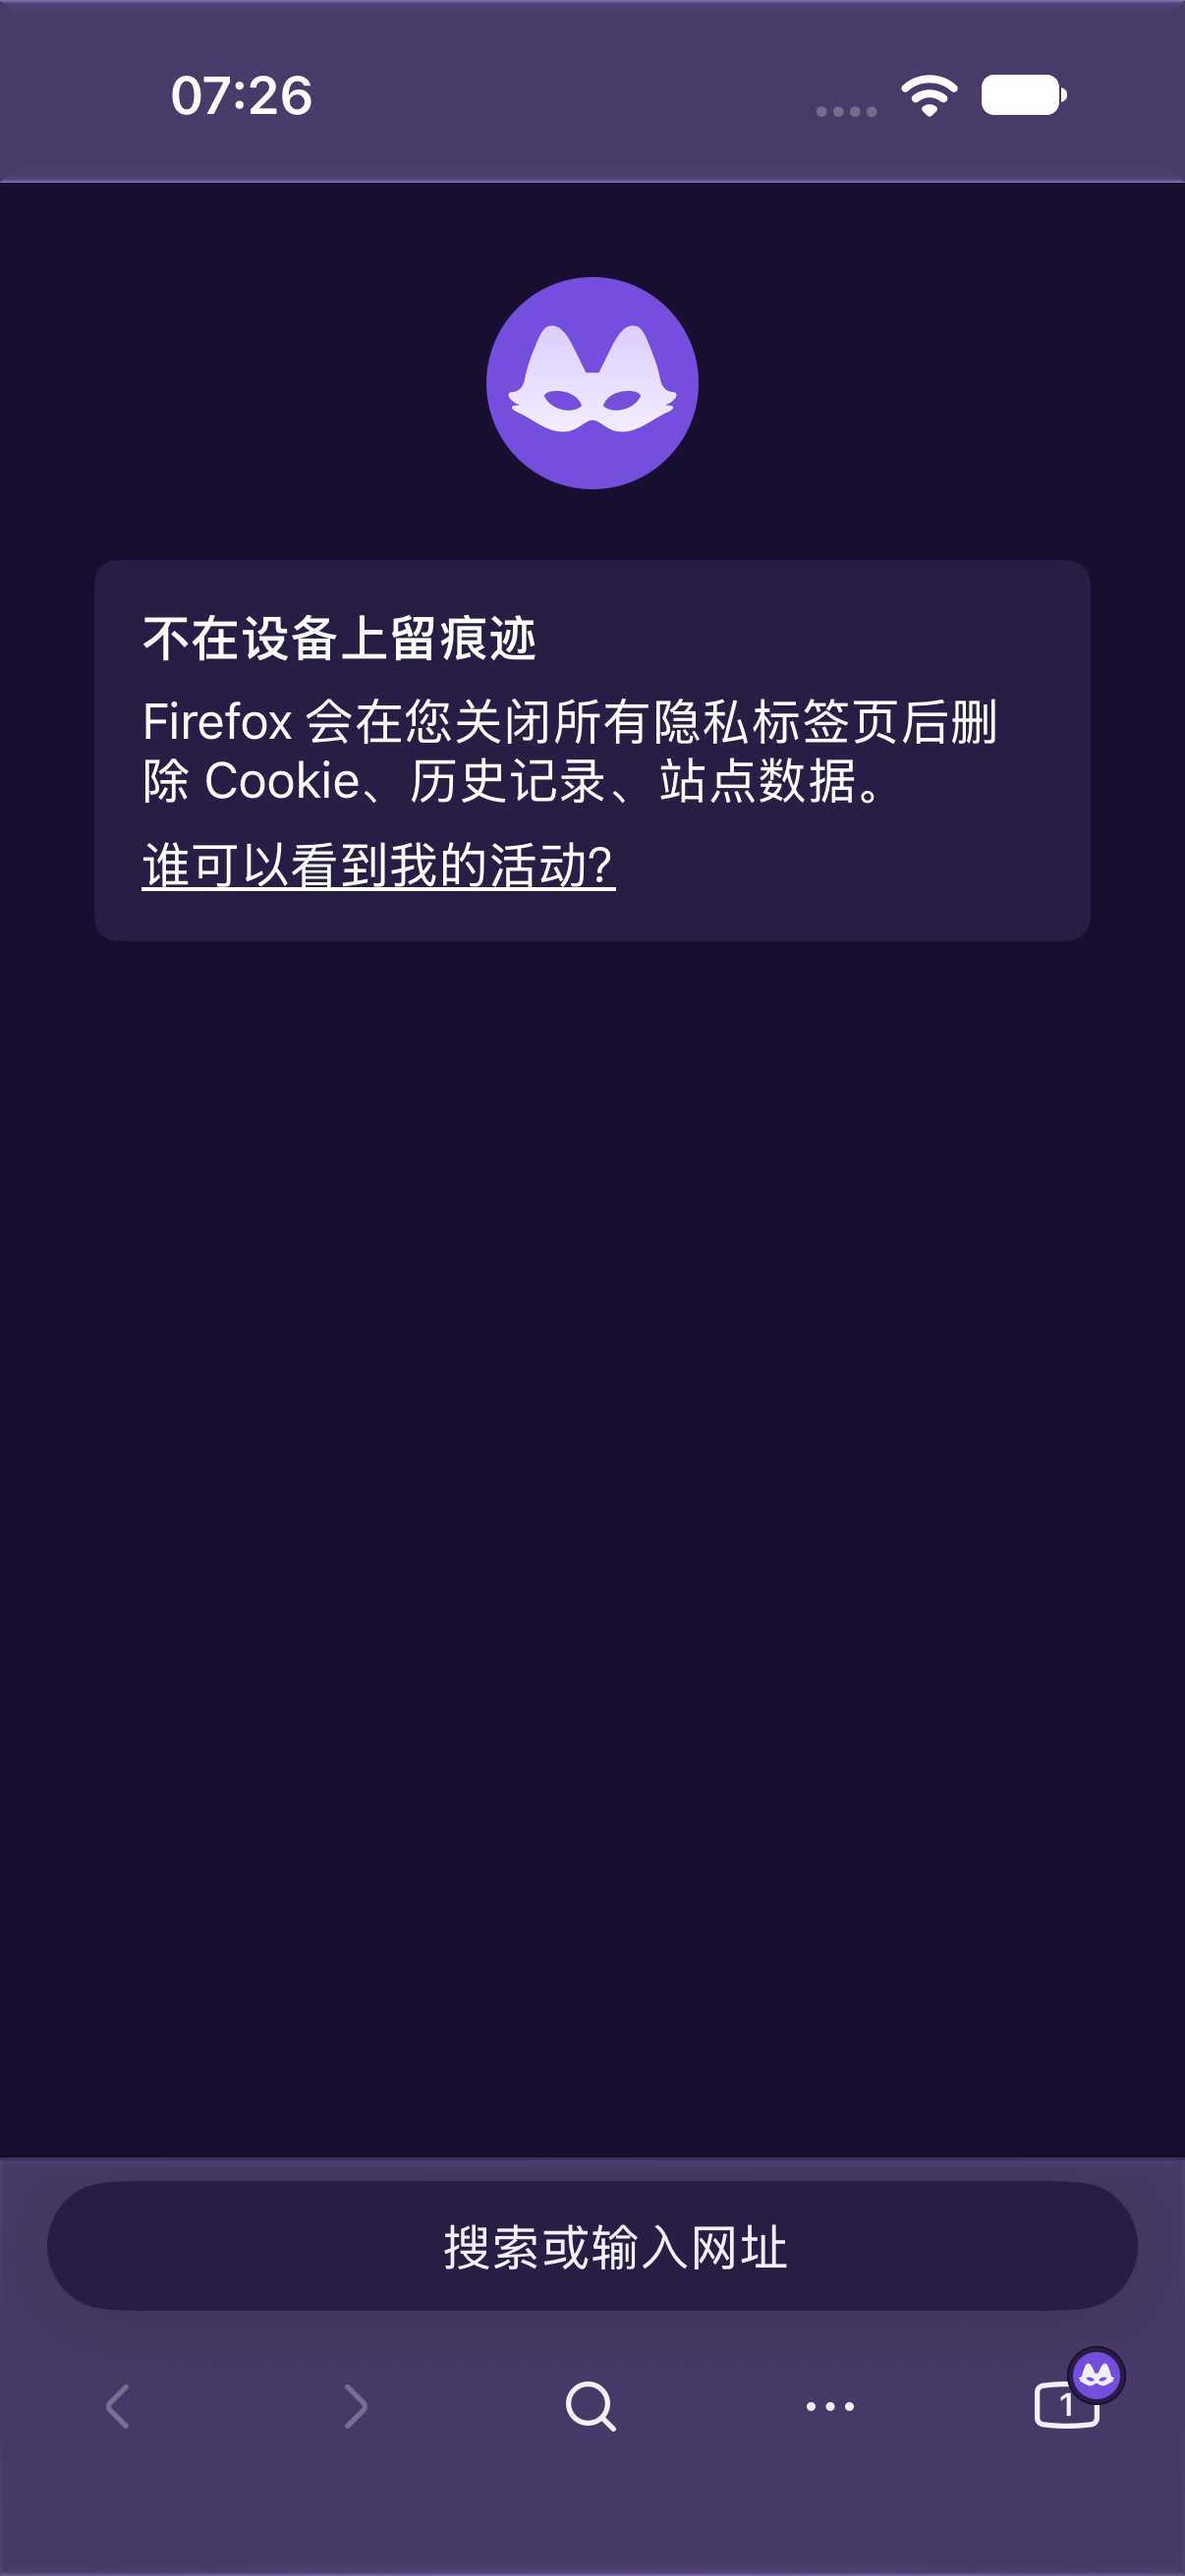 07:26
不在设备上留痕迹
Firefox 会在您关闭所有隐私标签页后删
除 Cookie、历史记录、站点数据。
谁可以看到我的活动?
搜索或输入网址
1